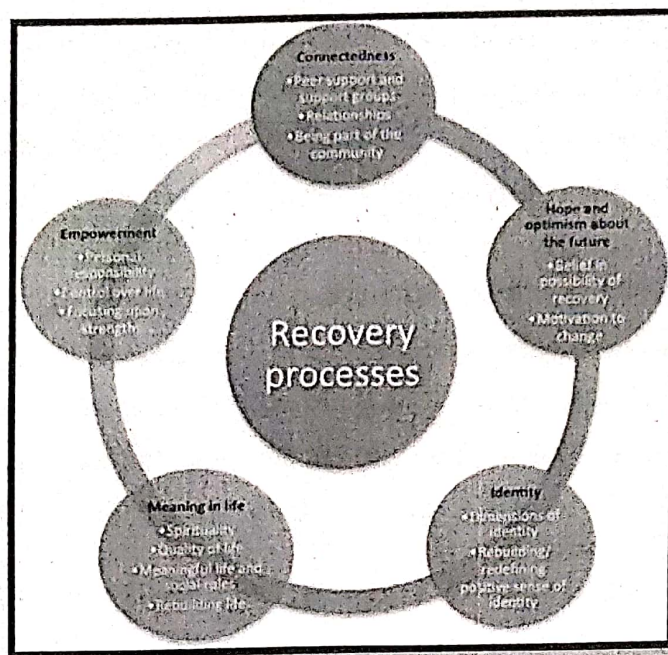 Connectedness
•Peer support and
support groups
•Relationships
•Being part of the
community
Hope and
optimism about
the future
•Belief in
possibility of
recovery
•Motivation to
change
Identity
•Dimensions of
identity
•Rebuilding/
redefining
positive sense of
identity
Meaning in life
•Spirituality
•Quality of life
•Meaningful life and
social roles
•Rebuilding life
Empowerment
•Personal
responsibility
•Control over life
•Focusing upon
strength
Recovery
processes